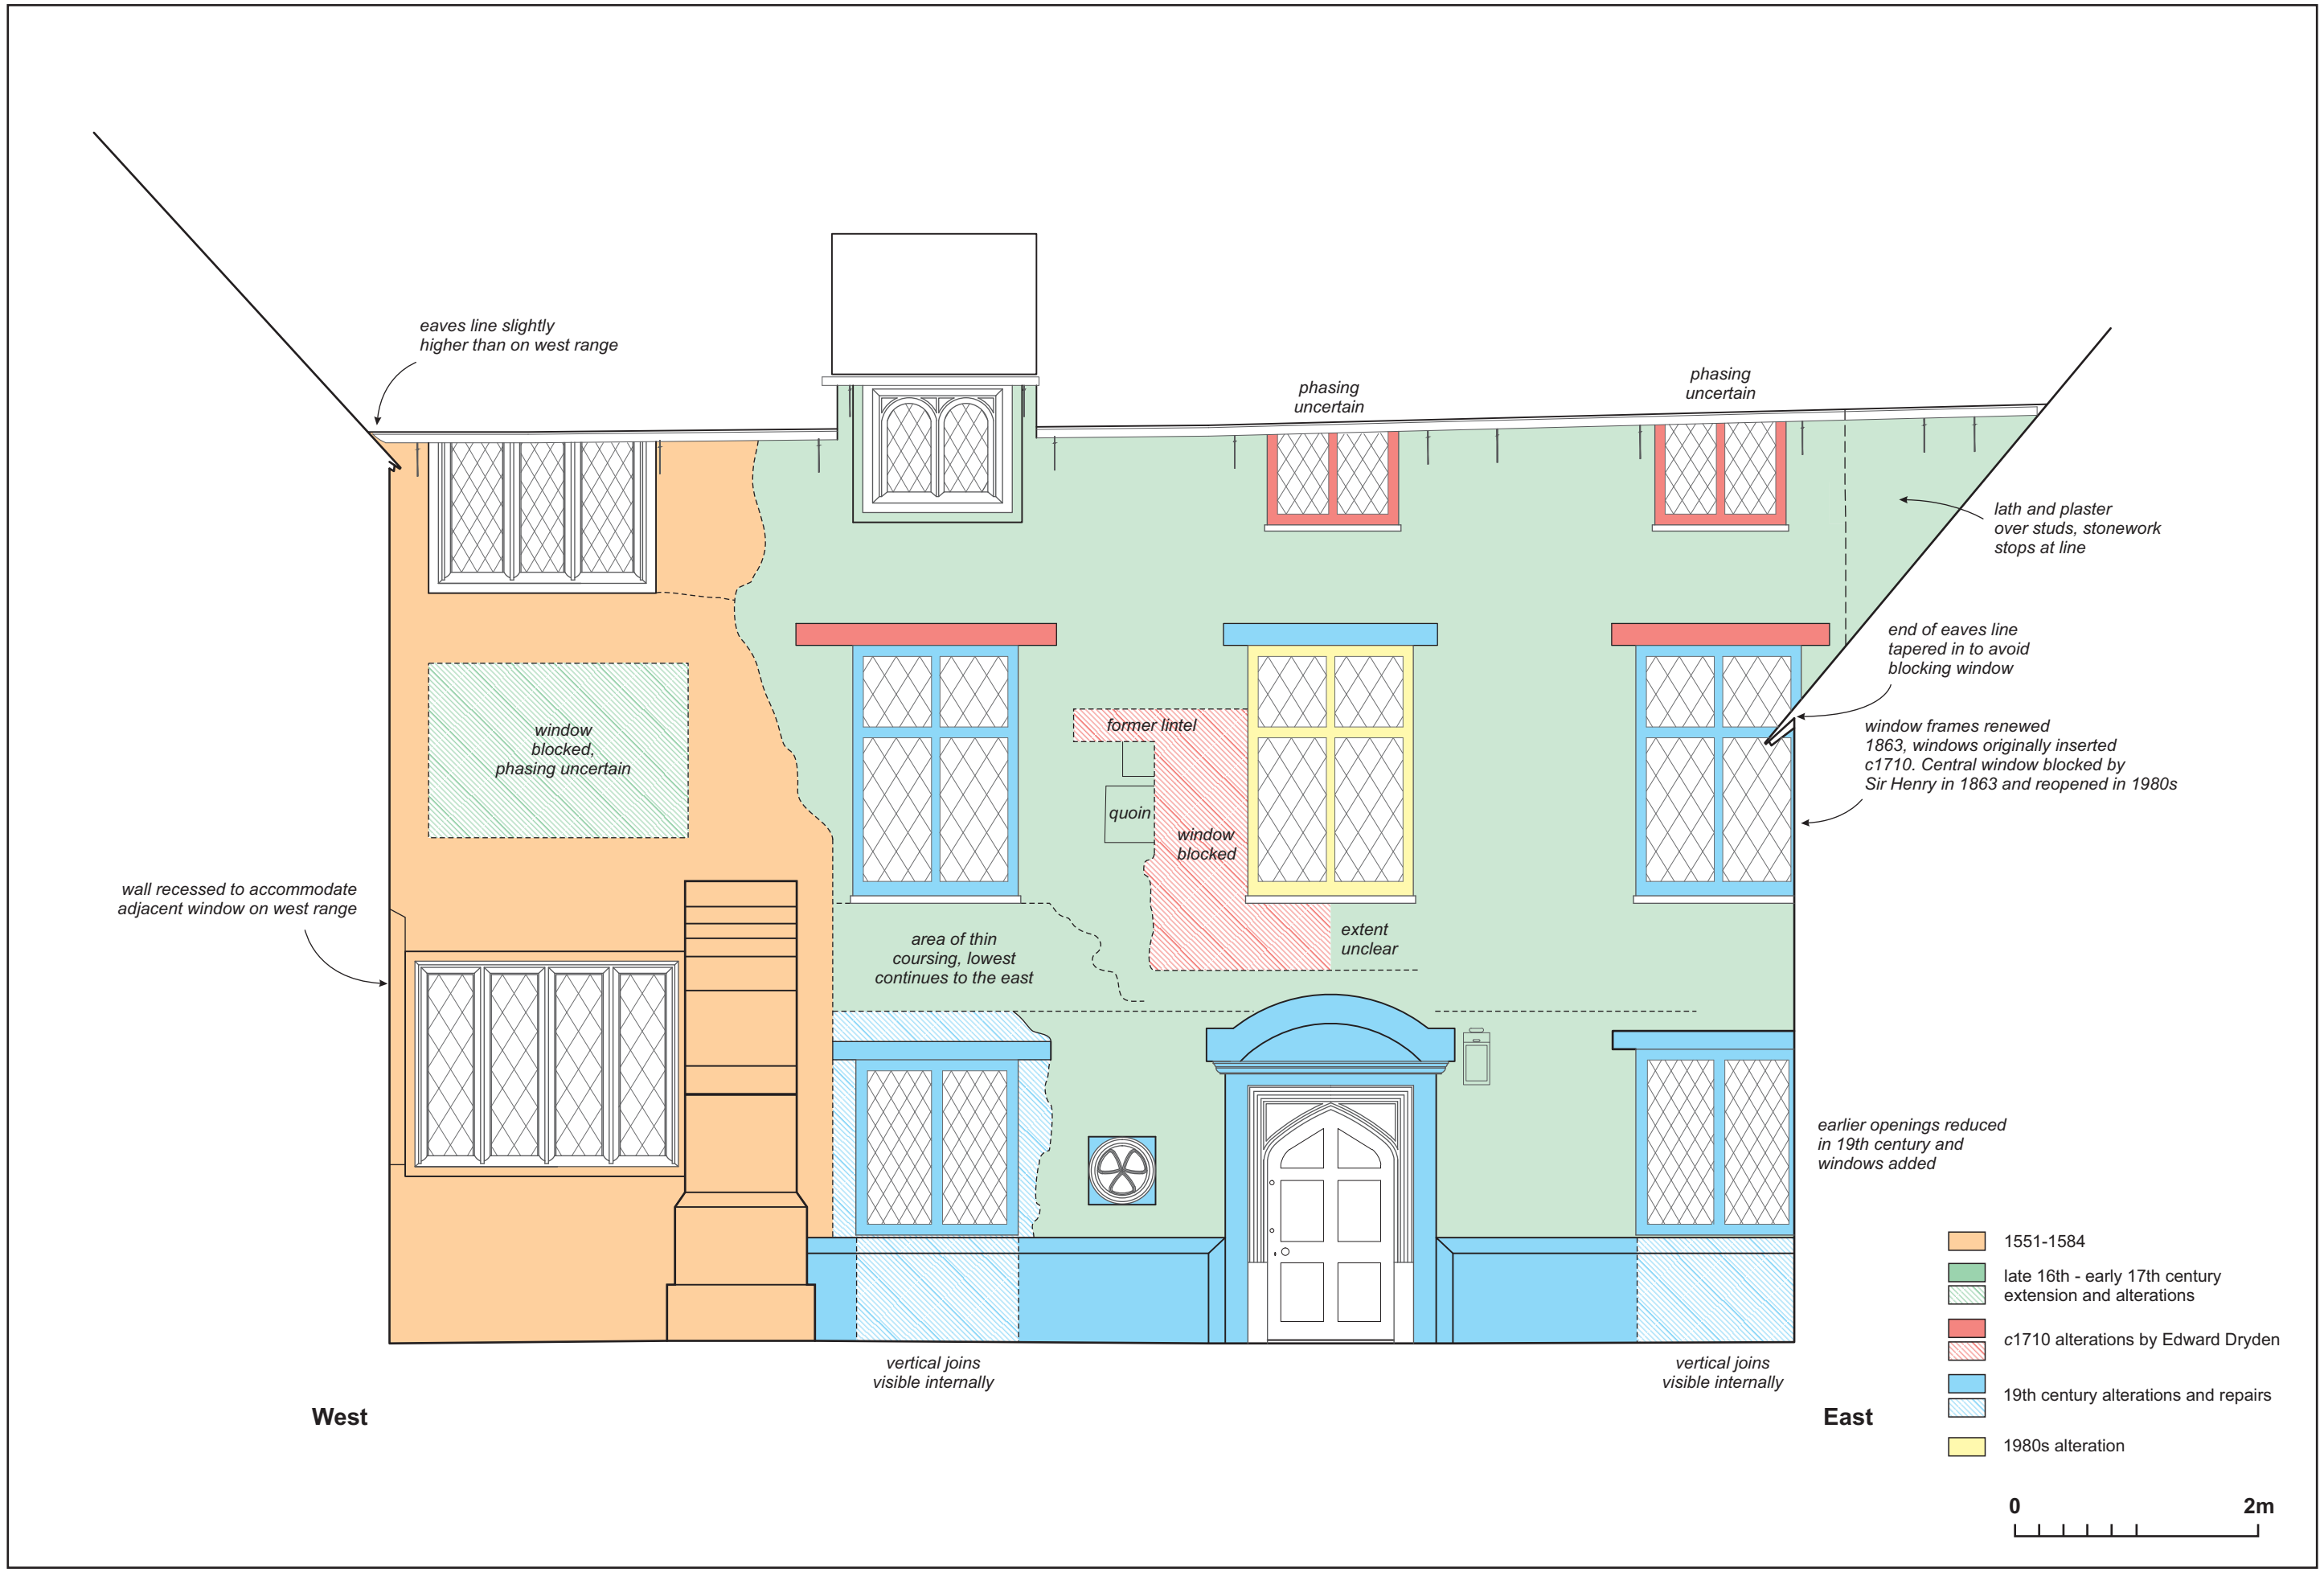 eaves line slightly
higher than on west range
phasing
uncertain
phasing
uncertain
lath and plaster
over studs, stonework
stops at line
end of eaves line
tapered in to avoid
blocking window
window frames renewed
1863, windows originally inserted
c1710. Central window blocked by
Sir Henry in 1863 and reopened in 1980s
window
blocked,
phasing uncertain
former lintel
quoin
window
blocked
wall recessed to accommodate
adjacent window on west range
area of thin
coursing, lowest
continues to the east
extent
unclear
earlier openings reduced
in 19th century and
windows added
vertical joins
visible internally
vertical joins
visible internally
West
East
1551-1584
late 16th - early 17th century
extension and alterations
c1710 alterations by Edward Dryden
19th century alterations and repairs
1980s alteration
0 2m